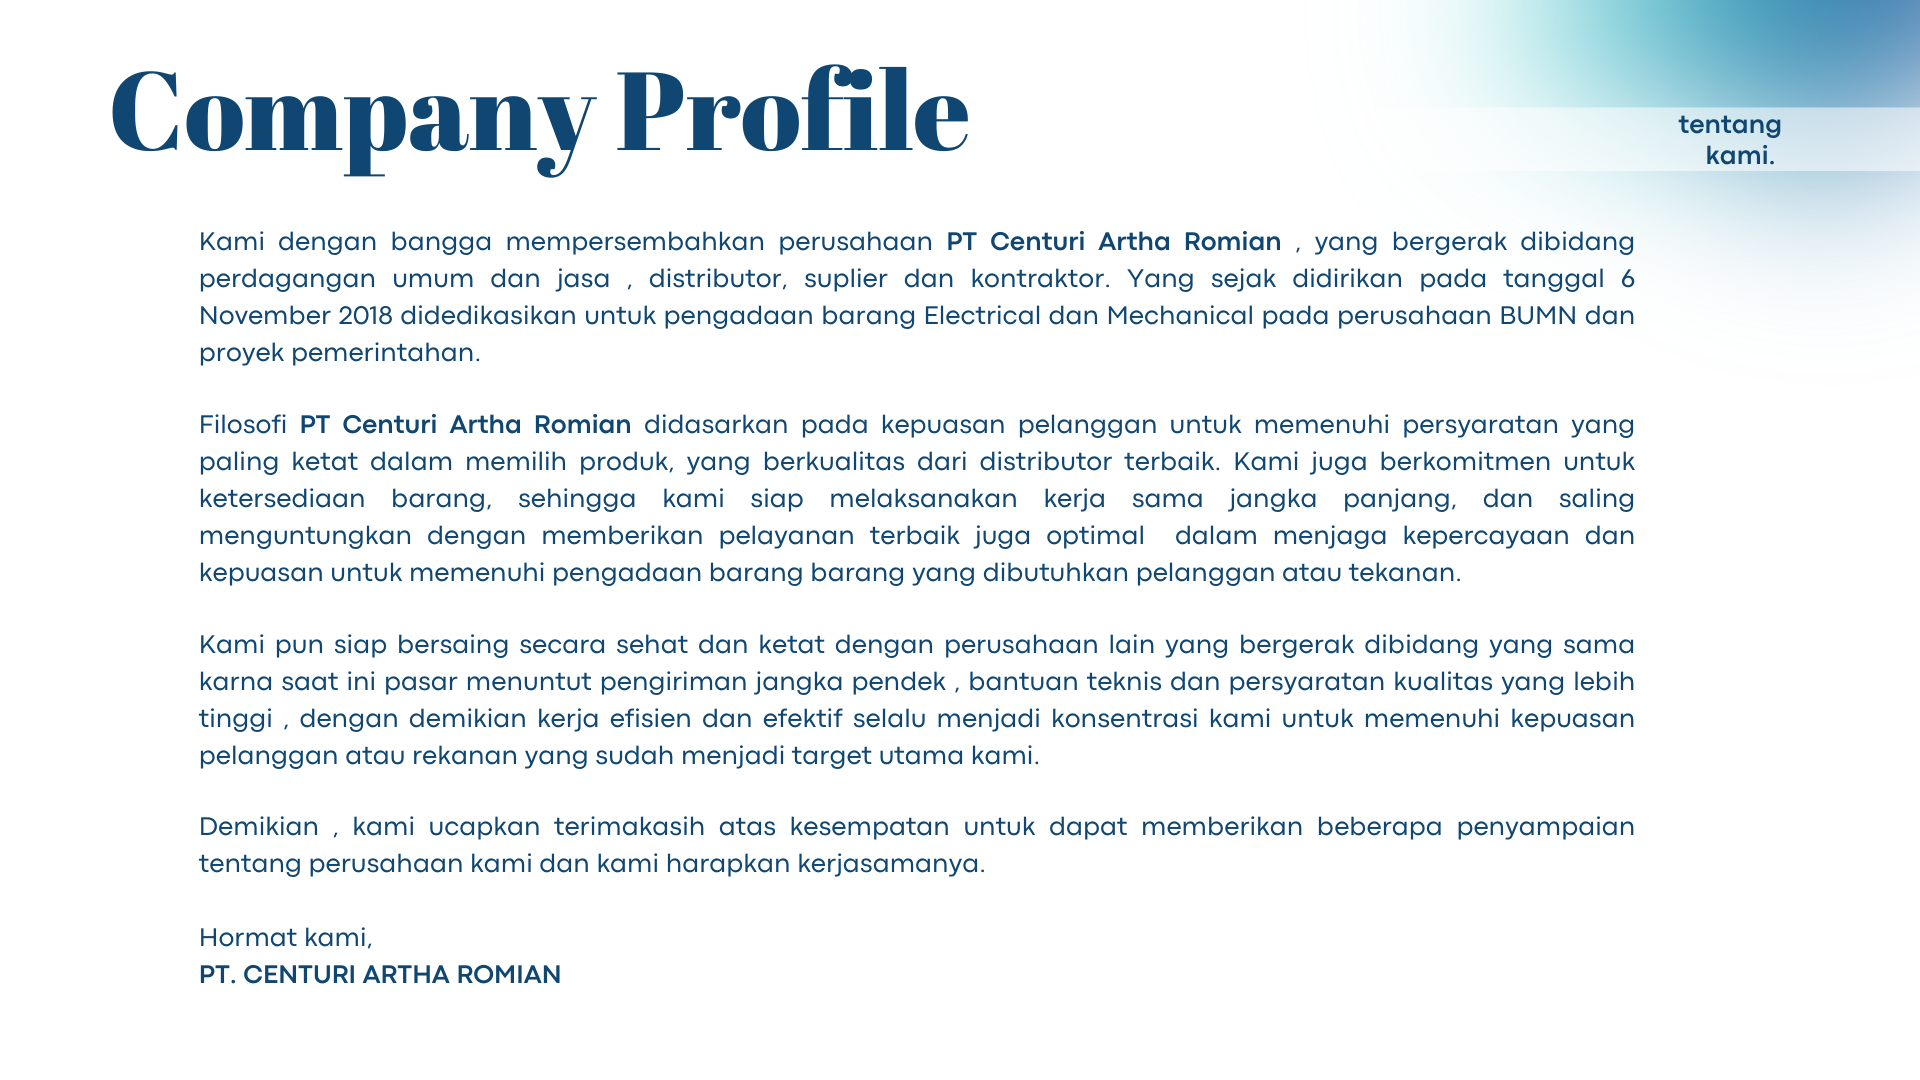 Company Profile
tentang
kami.
Kami dengan bangga mempersembahkan perusahaan PT Centuri Artha Romian , yang bergerak dibidang
perdagangan umum dan jasa , distributor, suplier dan kontraktor. Yang sejak didirikan pada tanggal 6
November 2018 didedikasikan untuk pengadaan barang Electrical dan Mechanical pada perusahaan BUMN dan
proyek pemerintahan.
Filosofi PT Centuri Artha Romian didasarkan pada kepuasan pelanggan untuk memenuhi persyaratan yang
paling ketat dalam memilih produk, yang berkualitas dari distributor terbaik. Kami juga berkomitmen untuk
ketersediaan barang, sehingga kami siap melaksanakan kerja sama jangka panjang, dan saling
menguntungkan dengan memberikan pelayanan terbaik juga optimal  dalam menjaga kepercayaan dan
kepuasan untuk memenuhi pengadaan barang barang yang dibutuhkan pelanggan atau tekanan.
Kami pun siap bersaing secara sehat dan ketat dengan perusahaan lain yang bergerak dibidang yang sama
karna saat ini pasar menuntut pengiriman jangka pendek , bantuan teknis dan persyaratan kualitas yang lebih
tinggi , dengan demikian kerja efisien dan efektif selalu menjadi konsentrasi kami untuk memenuhi kepuasan
pelanggan atau rekanan yang sudah menjadi target utama kami.
Demikian , kami ucapkan terimakasih atas kesempatan untuk dapat memberikan beberapa penyampaian
tentang perusahaan kami dan kami harapkan kerjasamanya.
Hormat kami,
PT. CENTURI ARTHA ROMIAN